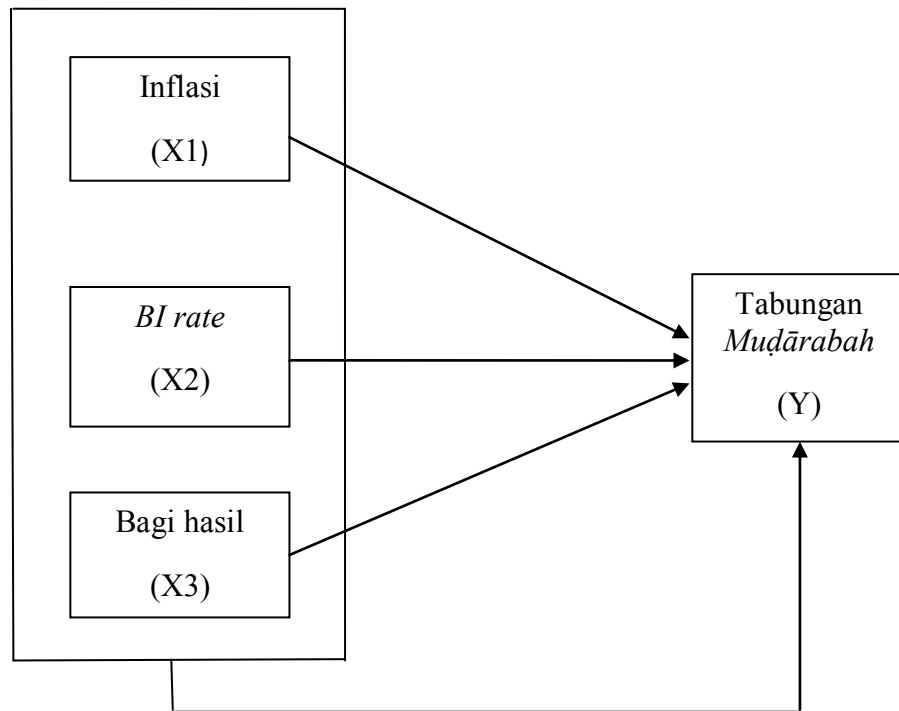 Inflasi
(X1)
BI rate
(X2)
Bagi hasil
(X3)
Tabungan
Muḍārabah
(Y)